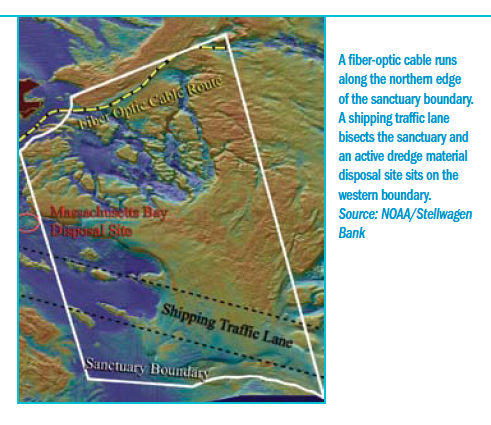 Fiber Optic Cable Route
Massachusetts Bay
Disposal Site
Shipping Traffic Lane
Sanctuary Boundary
A fiber-optic cable runs
along the northern edge
of the sanctuary boundary.
A shipping traffic lane
bisects the sanctuary and
an active dredge material
disposal site sits on the
western boundary.
Source: NOAA/Stellwagen
Bank